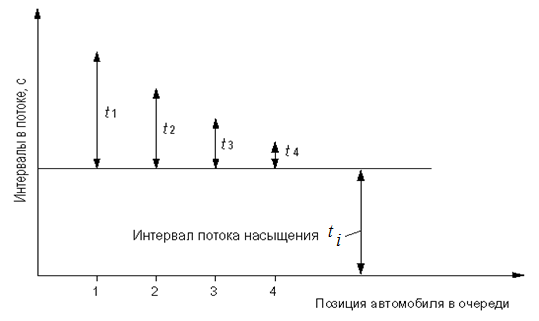 Интервалы в потоке, с
t1
t2
t3
t4
Интервал потока насыщения ti
1 2 3 4
Позиция автомобиля в очереди